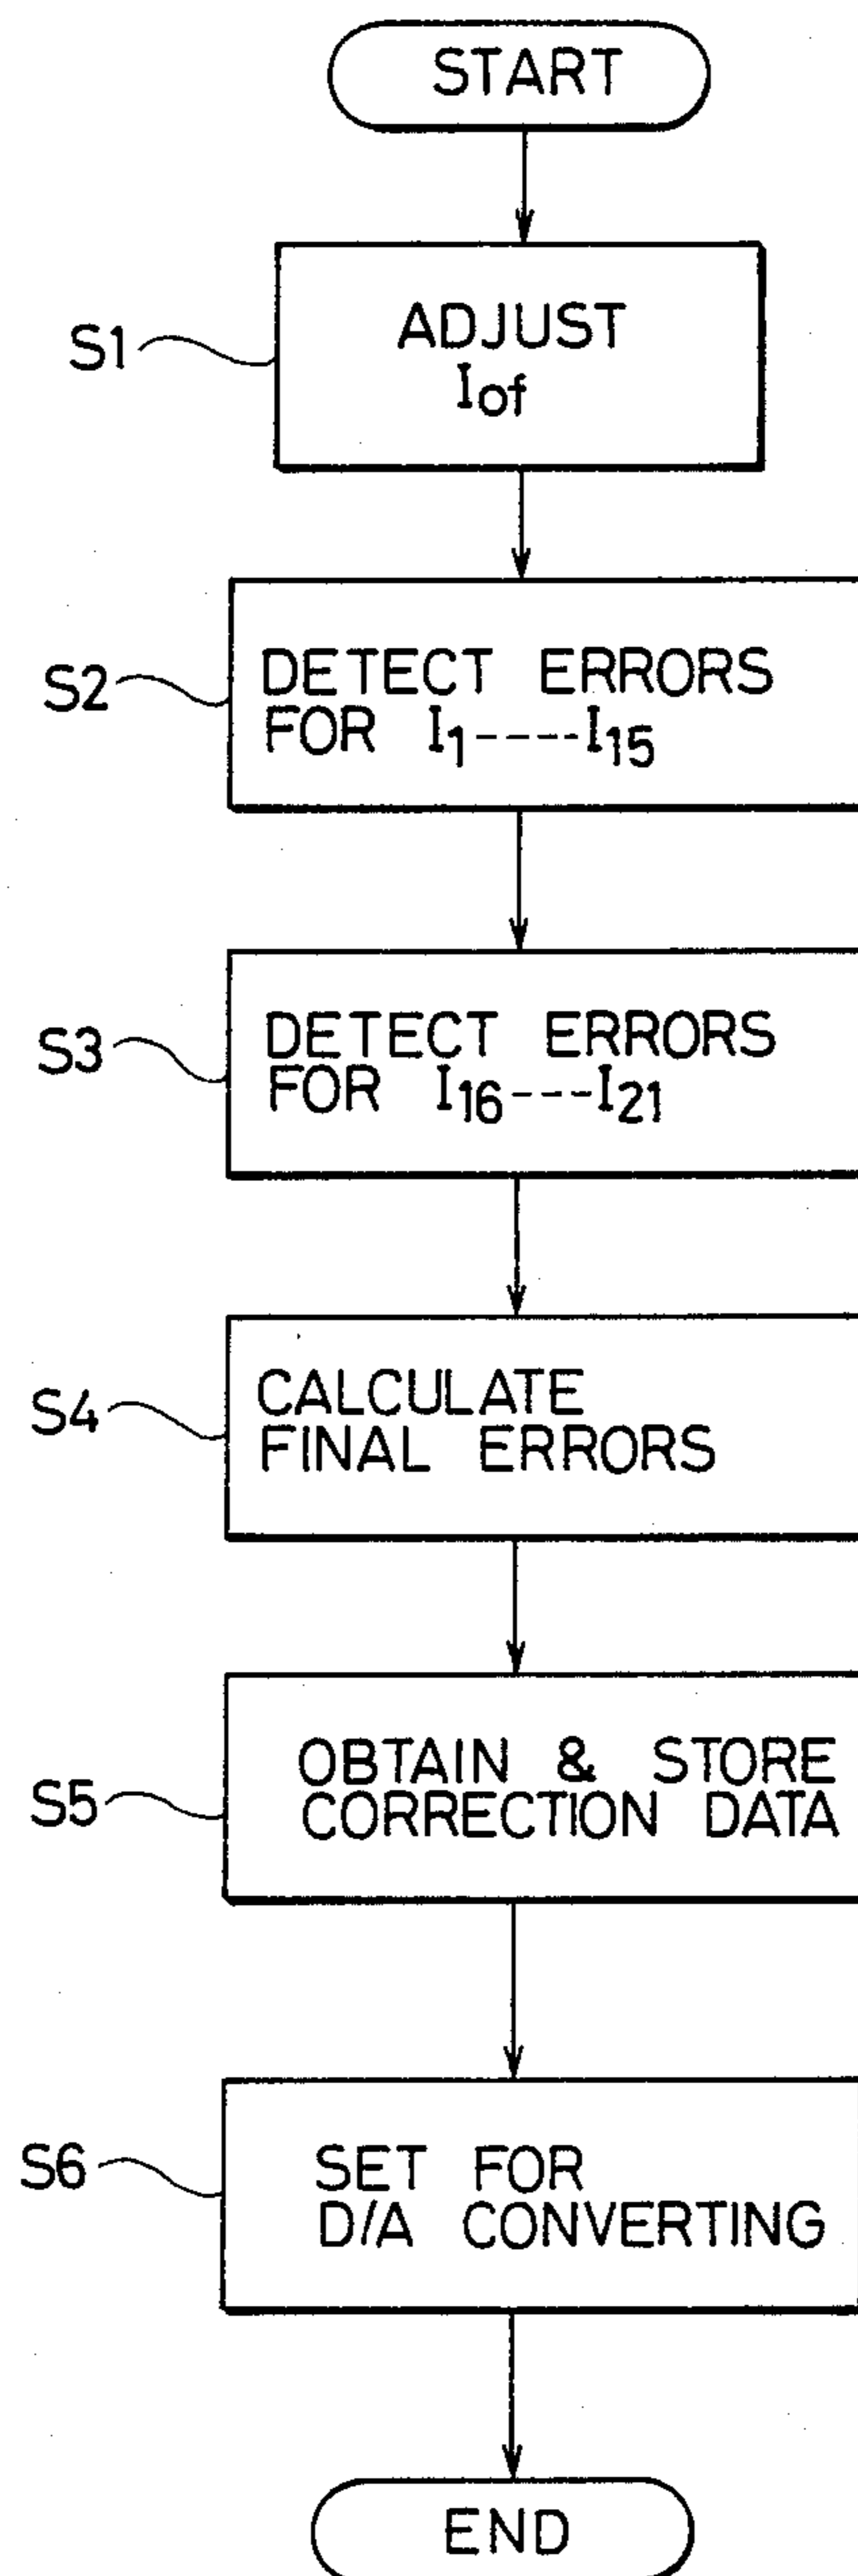 START
S1
ADJUST
Iof
S2
DETECT ERRORS
FOR I1-----I15
S3
DETECT ERRORS
FOR I16----I21
S4
CALCULATE
FINAL ERRORS
S5
OBTAIN & STORE
CORRECTION DATA
S6
SET FOR
D/A CONVERTING
END